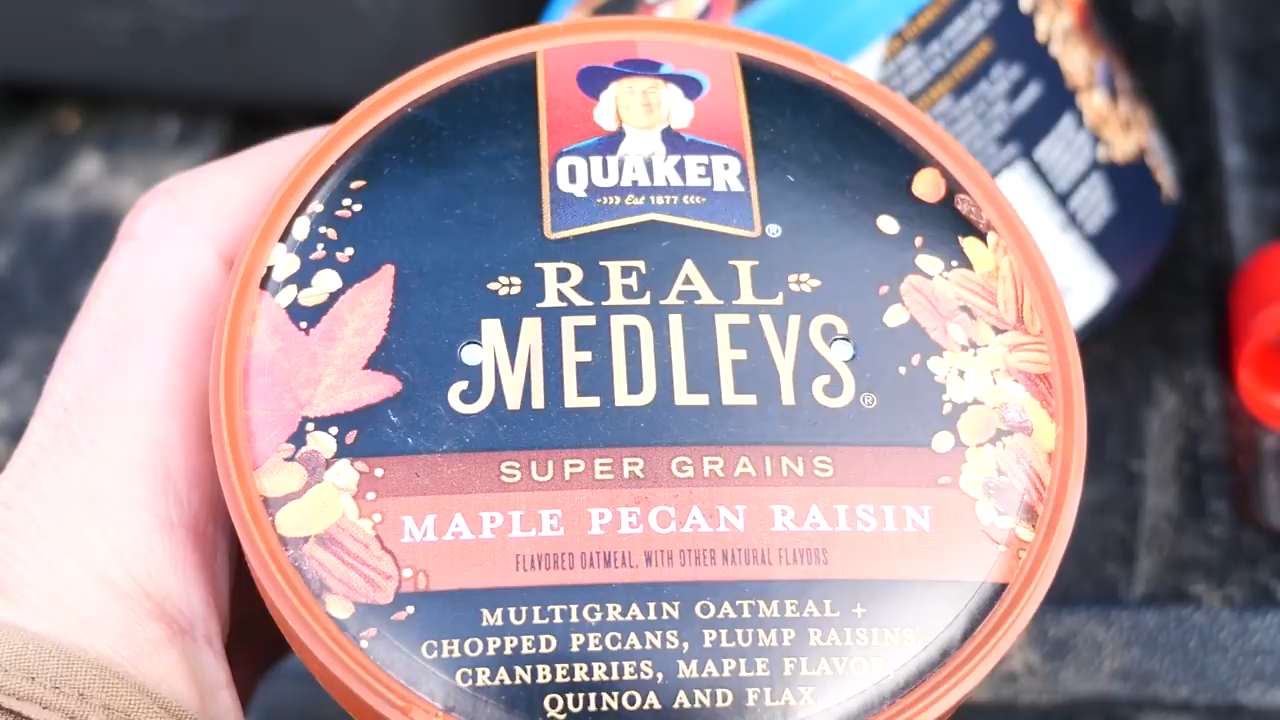 QUAKER
Est 1877
®
REAL
MEDLEYS®
SUPER GRAINS
MAPLE PECAN RAISIN
FLAVORED OATMEAL, WITH OTHER NATURAL FLAVORS
MULTIGRAIN OATMEAL +
CHOPPED PECANS, PLUMP RAISINS,
CRANBERRIES, MAPLE FLAVOR,
QUINOA AND FLAX